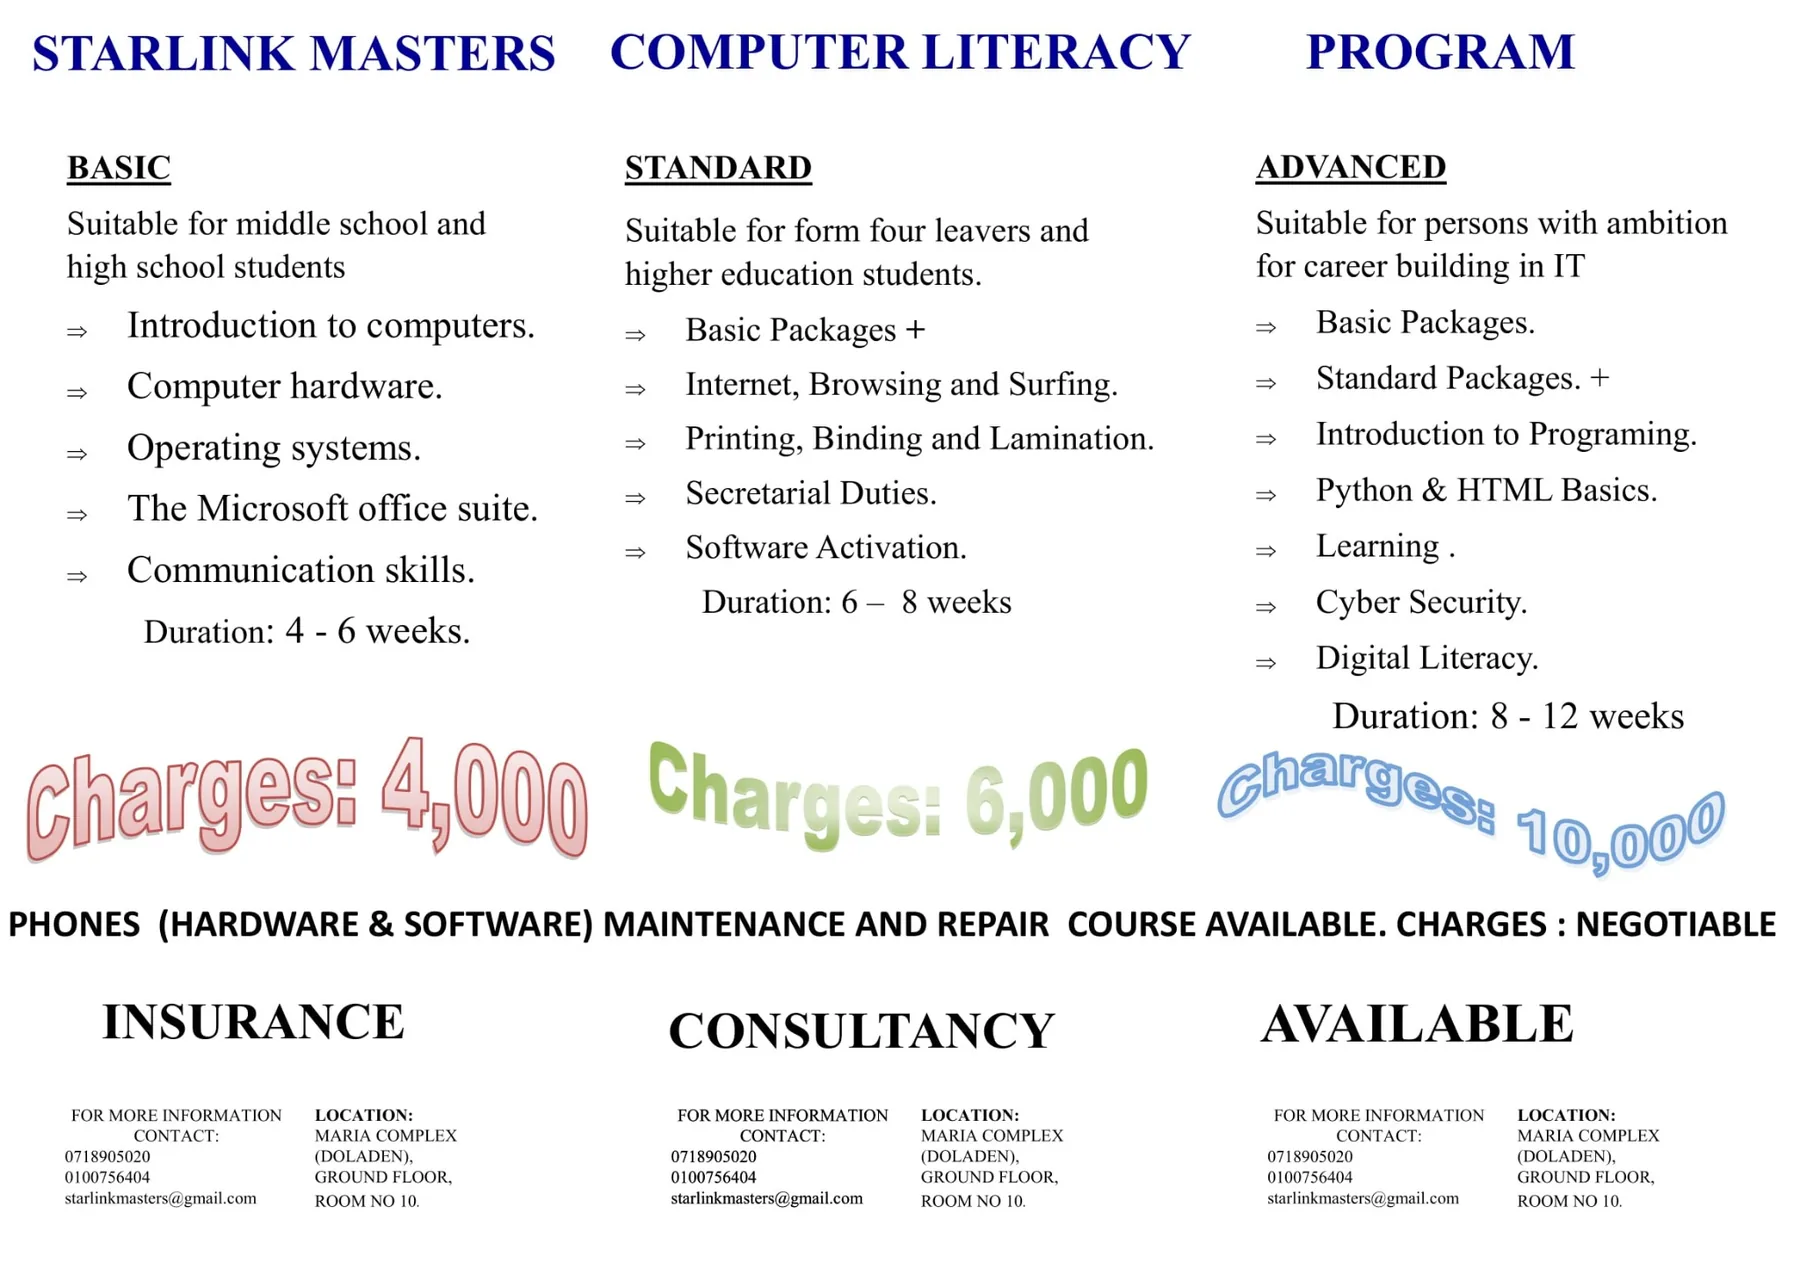 STARLINK MASTERS COMPUTER LITERACY PROGRAM
BASIC
Suitable for middle school and
high school students
⇒ Introduction to computers.
⇒ Computer hardware.
⇒ Operating systems.
⇒ The Microsoft office suite.
⇒ Communication skills.
Duration: 4 - 6 weeks.
Charges: 4,000
STANDARD
Suitable for form four leavers and
higher education students.
⇒ Basic Packages +
⇒ Internet, Browsing and Surfing.
⇒ Printing, Binding and Lamination.
⇒ Secretarial Duties.
⇒ Software Activation.
Duration: 6 – 8 weeks
Charges: 6,000
ADVANCED
Suitable for persons with ambition
for career building in IT
⇒ Basic Packages.
⇒ Standard Packages. +
⇒ Introduction to Programing.
⇒ Python & HTML Basics.
⇒ Learning .
⇒ Cyber Security.
⇒ Digital Literacy.
Duration: 8 - 12 weeks
Charges: 10,000
PHONES (HARDWARE & SOFTWARE) MAINTENANCE AND REPAIR COURSE AVAILABLE. CHARGES : NEGOTIABLE
INSURANCE CONSULTANCY AVAILABLE
FOR MORE INFORMATION
CONTACT:
0718905020
0100756404
starlinkmasters@gmail.com
LOCATION:
MARIA COMPLEX
(DOLADEN),
GROUND FLOOR,
ROOM NO 10.
FOR MORE INFORMATION
CONTACT:
0718905020
0100756404
starlinkmasters@gmail.com
LOCATION:
MARIA COMPLEX
(DOLADEN),
GROUND FLOOR,
ROOM NO 10.
FOR MORE INFORMATION
CONTACT:
0718905020
0100756404
starlinkmasters@gmail.com
LOCATION:
MARIA COMPLEX
(DOLADEN),
GROUND FLOOR,
ROOM NO 10.